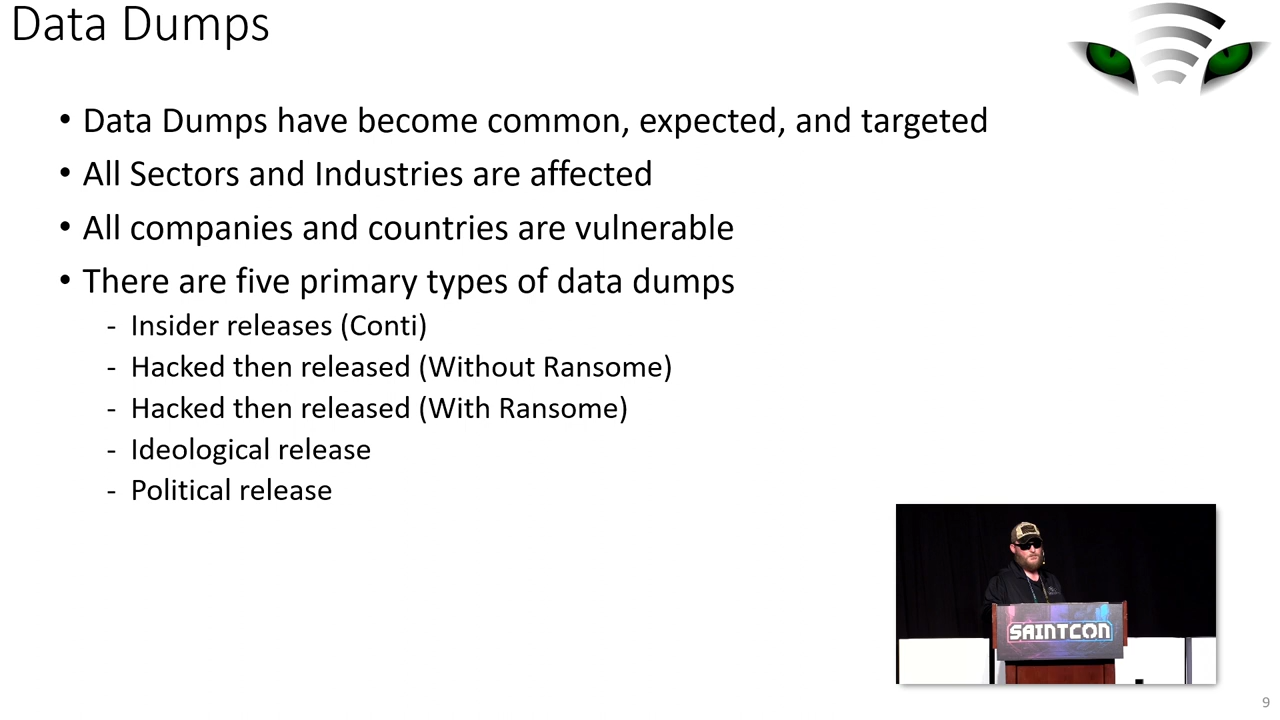 Data Dumps
• Data Dumps have become common, expected, and targeted
• All Sectors and Industries are affected
• All companies and countries are vulnerable
• There are five primary types of data dumps
- Insider releases (Conti)
- Hacked then released (Without Ransome)
- Hacked then released (With Ransome)
- Ideological release
- Political release
SAINTCON
9